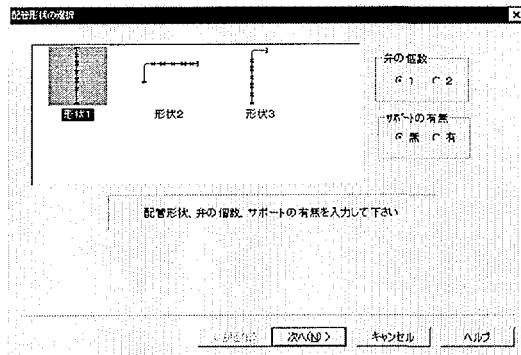 配管形状の選択
形状1
形状2
形状3
弁の個数
1 2
サポートの有無
無 有
配管形状、弁の個数、サポートの有無を入力して下さい
次へ(N) >
キャンセル
ヘルプ